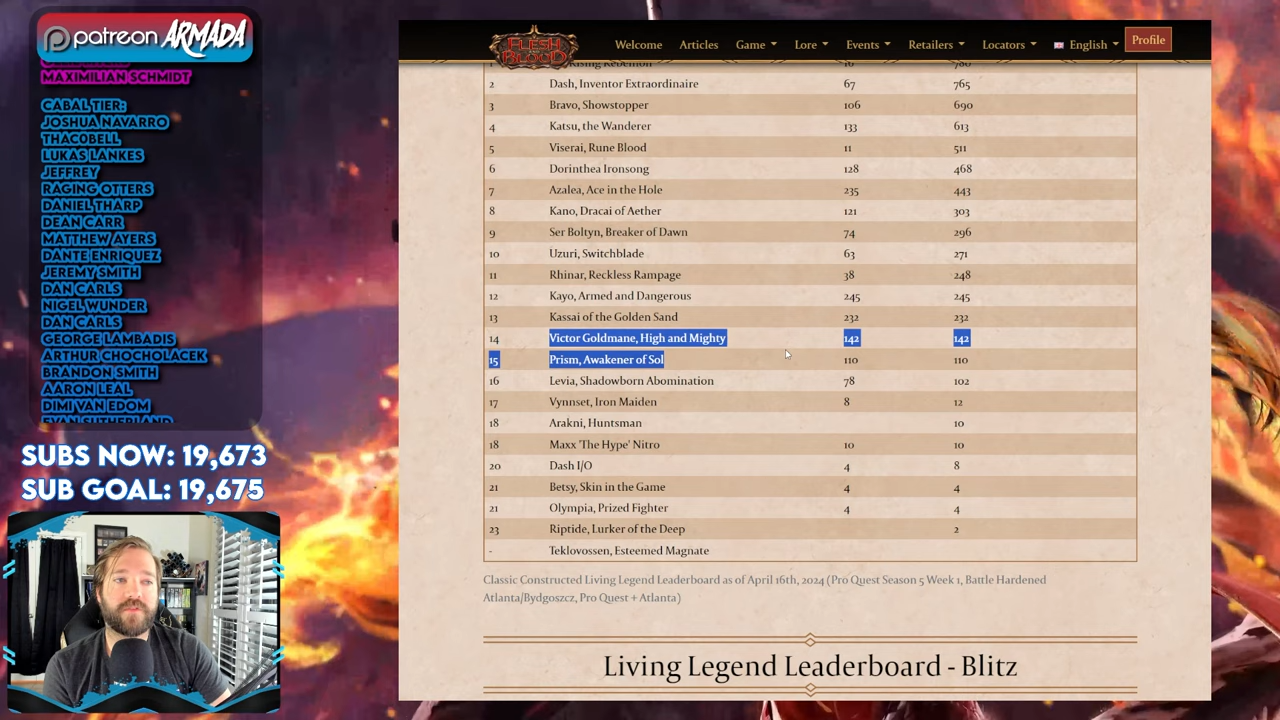 patreon ARMADA
MAXIMILIAN SCHMIDT
CABAL TIER:
JOSHUA NAVARRO
THAC0BELL
LUKAS LANKES
JEFFREY
RAGING OTTERS
DANIEL THARP
DEAN CARR
MATTHEW AYERS
DANTE ENRIQUEZ
JEREMY SMITH
DAN CARLS
NIGEL WUNDER
DAN CARLS
GEORGE LAMBADIS
ARTHUR CHOCHOLACEK
BRANDON SMITH
AARON LEAL
DIMI VAN EDOM
EVAN SUTHERLAND
SUBS NOW: 19,673
SUB GOAL: 19,675
FLESH AND BLOOD Welcome Articles Game Lore Events Retailers Locators English Profile
2 Dash, Inventor Extraordinaire 67 765
3 Bravo, Showstopper 106 690
4 Katsu, the Wanderer 133 613
5 Viserai, Rune Blood 11 511
6 Dorinthea Ironsong 128 468
7 Azalea, Ace in the Hole 235 443
8 Kano, Dracai of Aether 121 303
9 Ser Boltyn, Breaker of Dawn 74 296
10 Uzuri, Switchblade 63 271
11 Rhinar, Reckless Rampage 38 248
12 Kayo, Armed and Dangerous 245 245
13 Kassai of the Golden Sand 232 232
14 Victor Goldmane, High and Mighty 142 142
15 Prism, Awakener of Sol 110 110
16 Levia, Shadowborn Abomination 78 102
17 Vynnset, Iron Maiden 8 12
18 Arakni, Huntsman 10
18 Maxx 'The Hype' Nitro 10 10
20 Dash I/O 4 8
21 Betsy, Skin in the Game 4 4
21 Olympia, Prized Fighter 4 4
23 Riptide, Lurker of the Deep 2
- Teklovossen, Esteemed Magnate
Classic Constructed Living Legend Leaderboard as of April 16th, 2024 (Pro Quest Season 5 Week 1, Battle Hardened
Atlanta/Bydgoszcz, Pro Quest + Atlanta)
Living Legend Leaderboard - Blitz